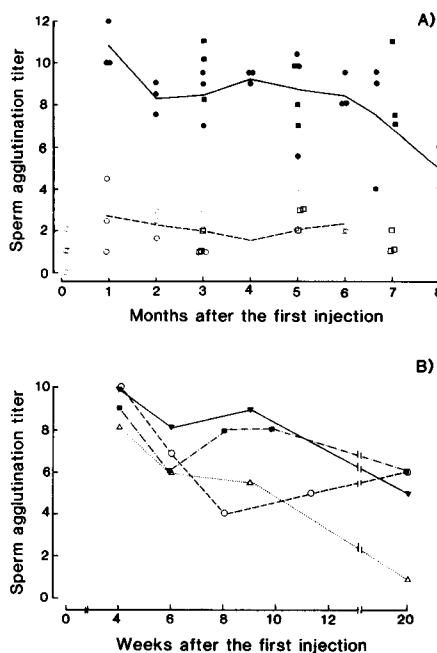 A)
Sperm agglutination titer
12
10
8
6
4
2
0
0 1 2 3 4 5 6 7 8
Months after the first injection
B)
Sperm agglutination titer
10
8
6
4
2
0
0 4 6 8 10 12 20
Weeks after the first injection